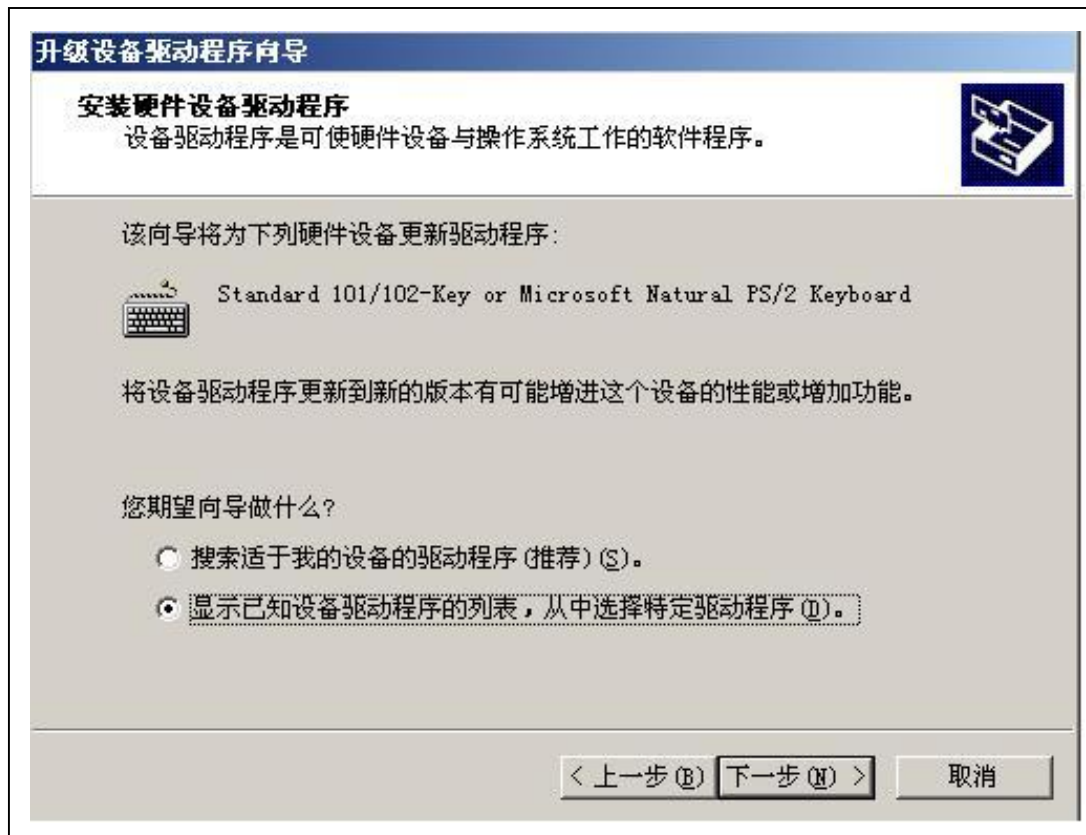 升级设备驱动程序向导
安装硬件设备驱动程序
设备驱动程序是可使硬件设备与操作系统工作的软件程序。
该向导将为下列硬件设备更新驱动程序:
Standard 101/102-Key or Microsoft Natural PS/2 Keyboard
将设备驱动程序更新到新的版本有可能增进这个设备的性能或增加功能。
您期望向导做什么?
搜索适于我的设备的驱动程序(推荐)(S)。
显示已知设备驱动程序的列表,从中选择特定驱动程序(D)。
< 上一步(B) 下一步(N) > 取消